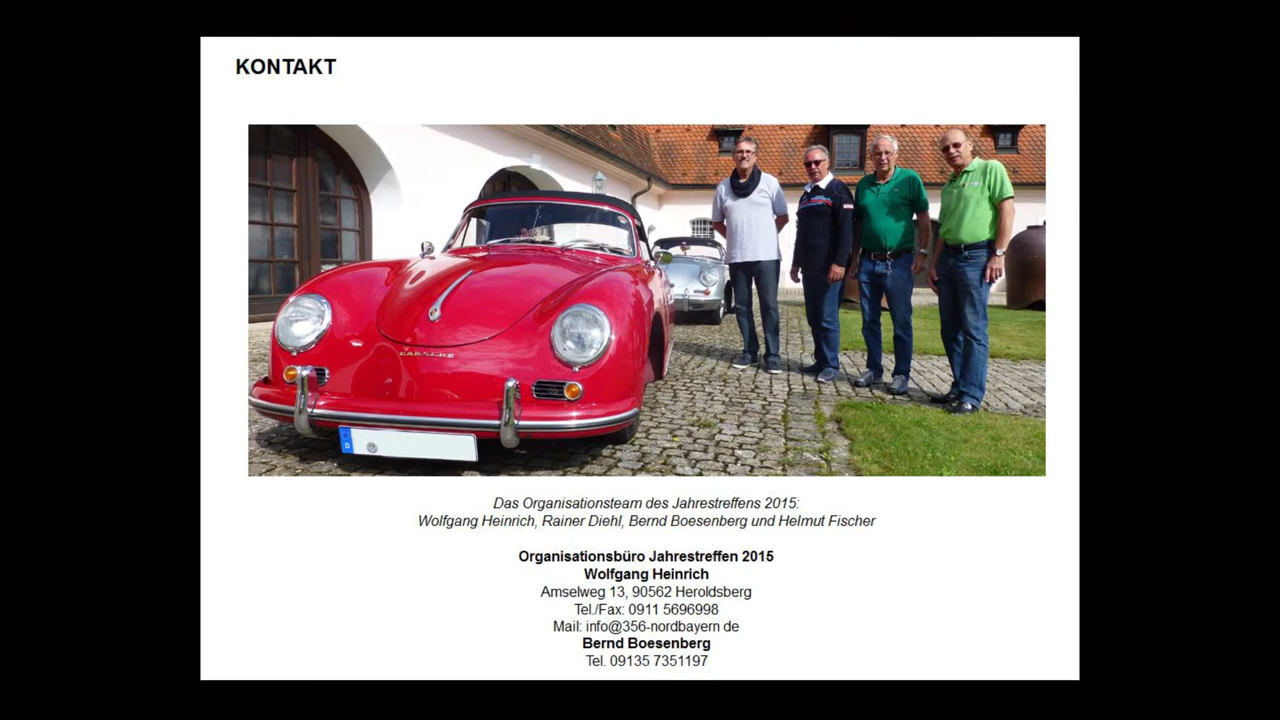 KONTAKT
PORSCHE
D
Das Organisationsteam des Jahrestreffens 2015:
Wolfgang Heinrich, Rainer Diehl, Bernd Boesenberg und Helmut Fischer
Organisationsbüro Jahrestreffen 2015
Wolfgang Heinrich
Amselweg 13, 90562 Heroldsberg
Tel./Fax: 0911 5696998
Mail: info@356-nordbayern de
Bernd Boesenberg
Tel. 09135 7351197